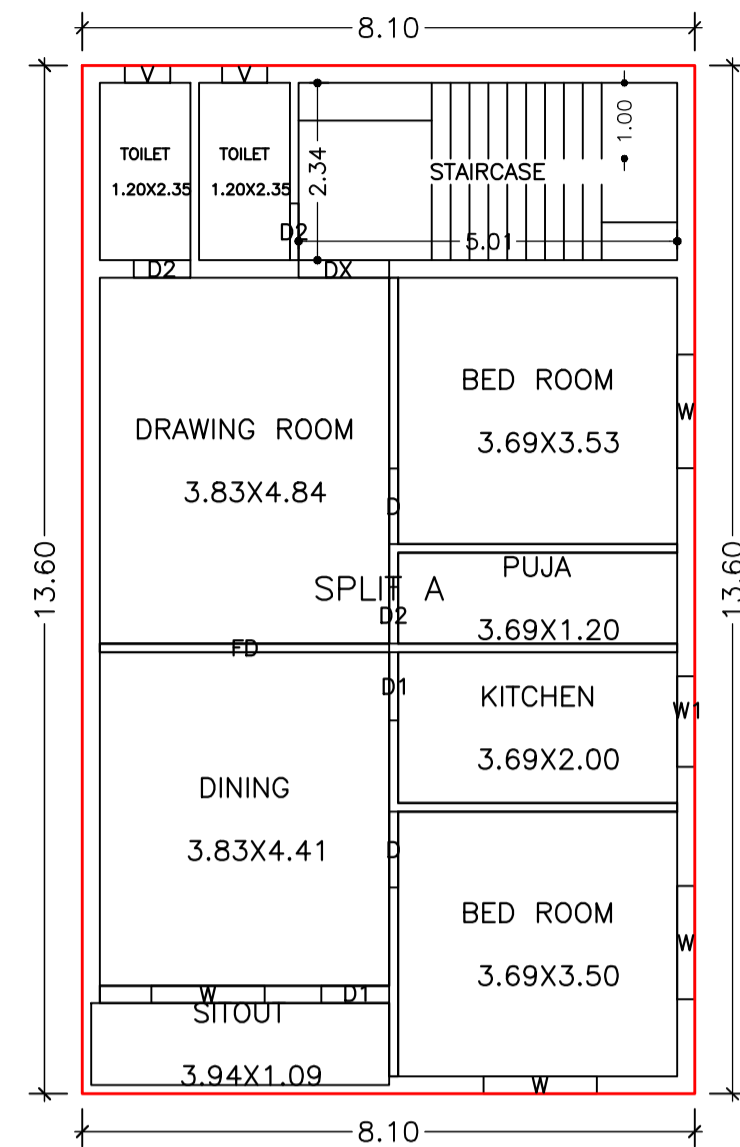 8.10
V
V
TOILET
1.20X2.35
TOILET
1.20X2.35
2.34
STAIRCASE
1.00
D2
5.01
D2
DX
BED ROOM
3.69X3.53
W
DRAWING ROOM
3.83X4.84
D
13.60
13.60
PUJA
3.69X1.20
SPLIT A
D2
FD
D1
KITCHEN
3.69X2.00
W1
DINING
3.83X4.41
D
BED ROOM
3.69X3.50
W
W
D1
SITOUT
3.94X1.09
W
8.10